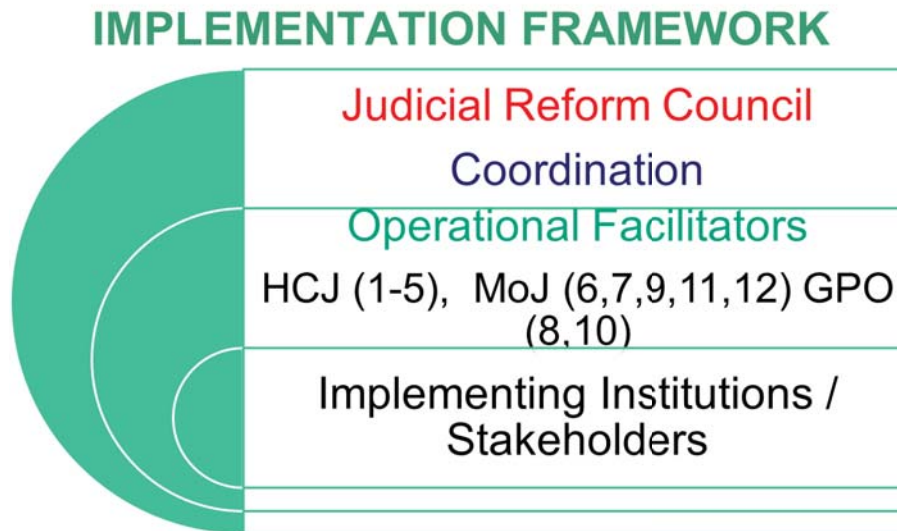 IMPLEMENTATION FRAMEWORK
Judicial Reform Council
Coordination
Operational Facilitators
HCJ (1-5),  MoJ (6,7,9,11,12) GPO
(8,10)
Implementing Institutions /
Stakeholders